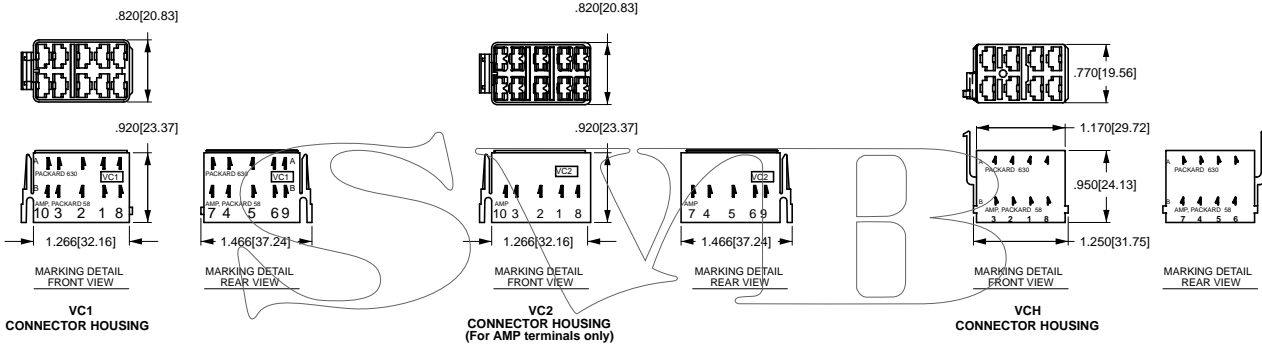 .820[20.83]
.820[20.83]
.770[19.56]
.920[23.37]
.920[23.37]
1.170[29.72]
A
PACKARD 630
VC1
B
AMP, PACKARD 58
10 3 2 1 8
A
PACKARD 630
VC1
B
AMP, PACKARD 58
7 4 5 6 9
VC2
AMP
10 3 2 1 8
VC2
AMP
7 4 5 6 9
A
PACKARD 630
B
AMP, PACKARD 58
3 2 1 8
.950[24.13]
A
PACKARD 630
B
AMP, PACKARD 58
7 4 5 6
1.266[32.16]
1.466[37.24]
1.266[32.16]
1.466[37.24]
1.250[31.75]
MARKING DETAIL
FRONT VIEW
MARKING DETAIL
REAR VIEW
MARKING DETAIL
FRONT VIEW
MARKING DETAIL
REAR VIEW
MARKING DETAIL
FRONT VIEW
MARKING DETAIL
REAR VIEW
VC1
CONNECTOR HOUSING
VC2
CONNECTOR HOUSING
(For AMP terminals only)
VCH
CONNECTOR HOUSING
SVB